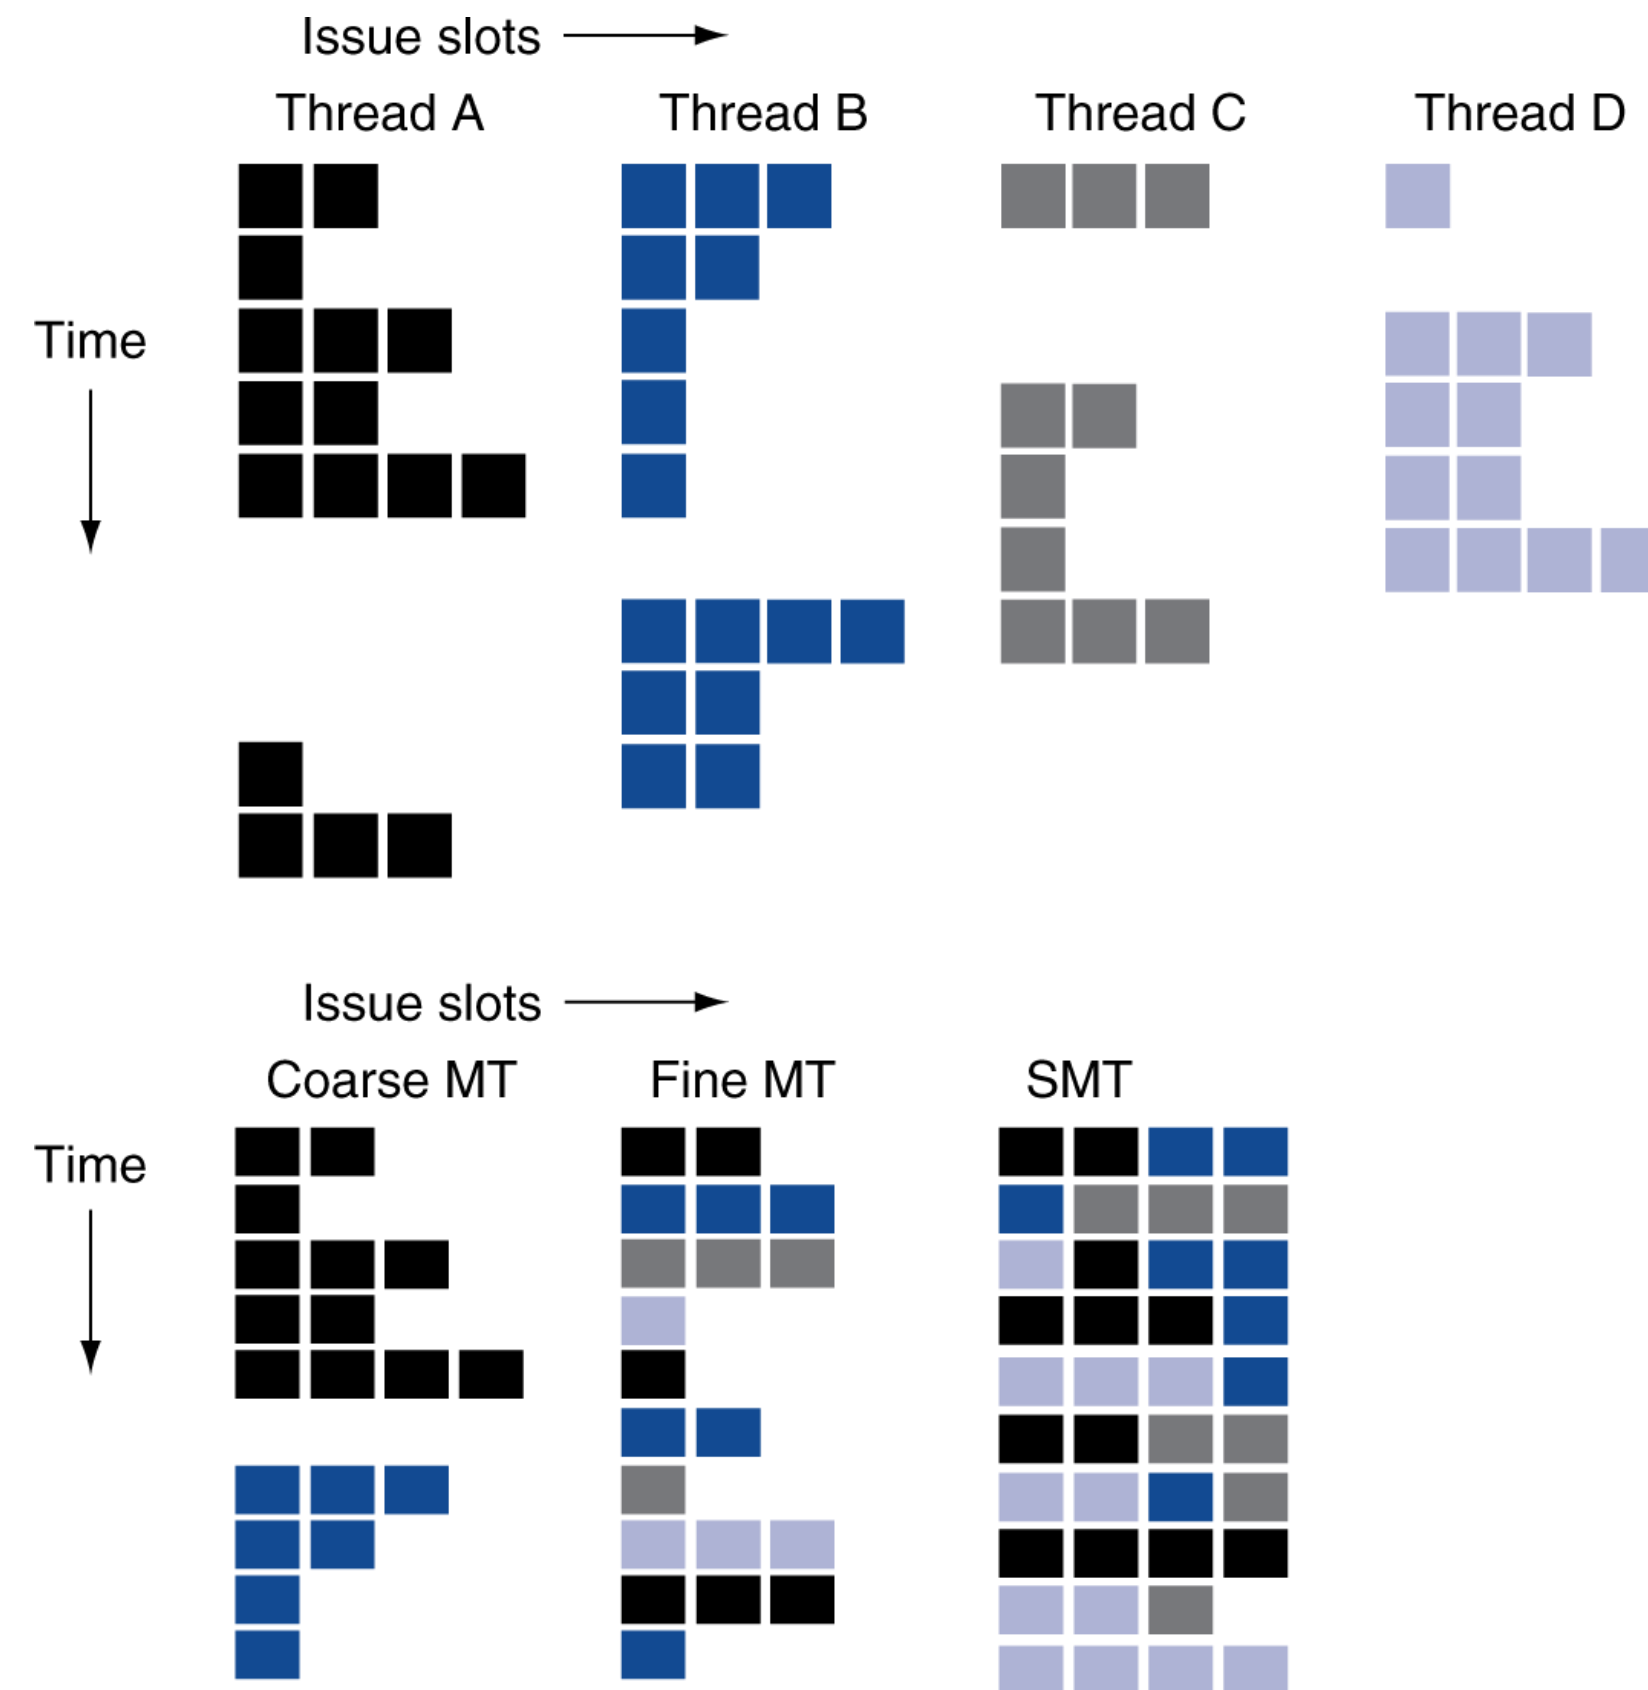 Issue slots
Thread A Thread B Thread C Thread D
Time
Issue slots
Coarse MT Fine MT SMT
Time